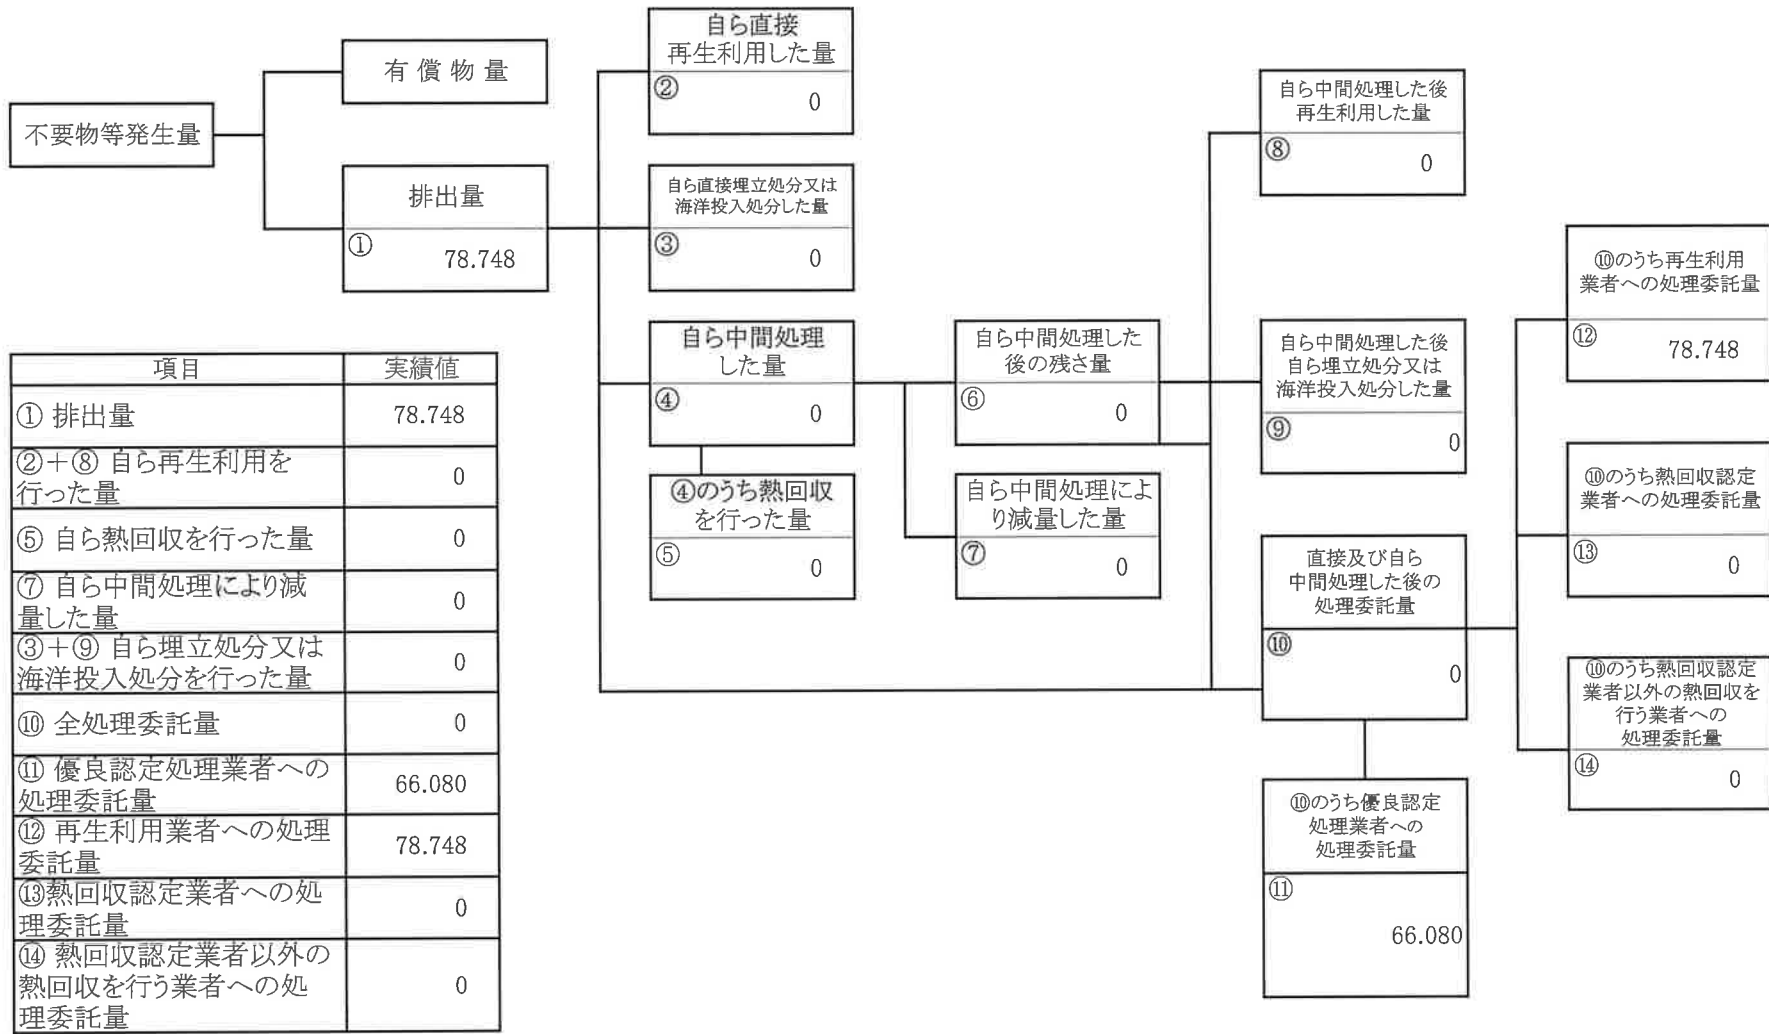 不要物等発生量
有償物量
排出量
①
78.748
自ら直接
再生利用した量
②
0
自ら直接埋立処分又は
海洋投入処分した量
③
0
自ら中間処理
した量
④
0
④のうち熱回収
を行った量
⑤
0
自ら中間処理した
後の残さ量
⑥
0
自ら中間処理によ
り減量した量
⑦
0
自ら中間処理した後
再生利用した量
⑧
0
自ら中間処理した後
自ら埋立処分又は
海洋投入処分した量
⑨
0
直接及び自ら
中間処理した後の
処理委託量
⑩
0
⑩のうち優良認定
処理業者への
処理委託量
⑪
66.080
⑩のうち再生利用
業者への処理委託量
⑫
78.748
⑩のうち熱回収認定
業者への処理委託量
⑬
0
⑩のうち熱回収認定
業者以外の熱回収を
行う業者への
処理委託量
⑭
0
項目 実績値
① 排出量 78.748
②+⑧ 自ら再生利用を
行った量 0
⑤ 自ら熱回収を行った量 0
⑦ 自ら中間処理により減
量した量 0
③+⑨ 自ら埋立処分又は
海洋投入処分を行った量 0
⑩ 全処理委託量 0
⑪ 優良認定処理業者への
処理委託量 66.080
⑫ 再生利用業者への処理
委託量 78.748
⑬熱回収認定業者への処
理委託量 0
⑭ 熱回収認定業者以外の
熱回収を行う業者への処
理委託量 0